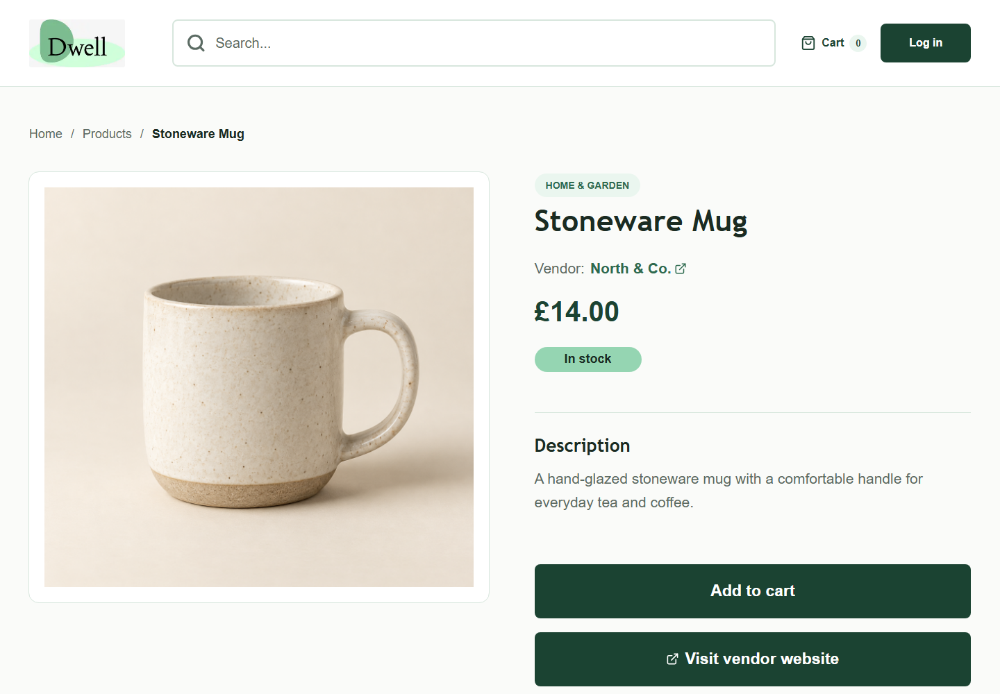 Dwell
Search...
Cart 0
Log in
Home / Products / Stoneware Mug
HOME & GARDEN
Stoneware Mug
Vendor: North & Co.
£14.00
In stock
Description
A hand-glazed stoneware mug with a comfortable handle for
everyday tea and coffee.
Add to cart
Visit vendor website